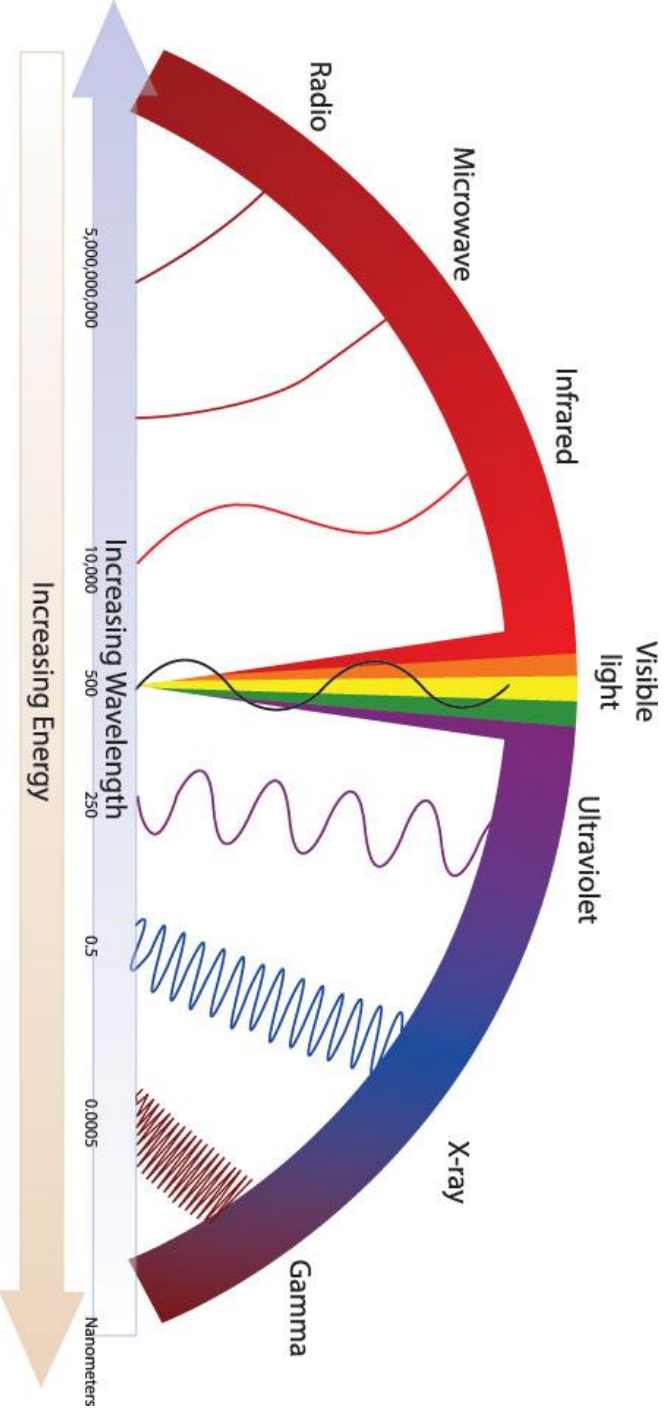 Radio
Microwave
Infrared
Visible
light
Ultraviolet
X-ray
Gamma
5,000,000,000
10,000
500
250
0.5
0.0005
Nanometers
Increasing Wavelength
Increasing Energy